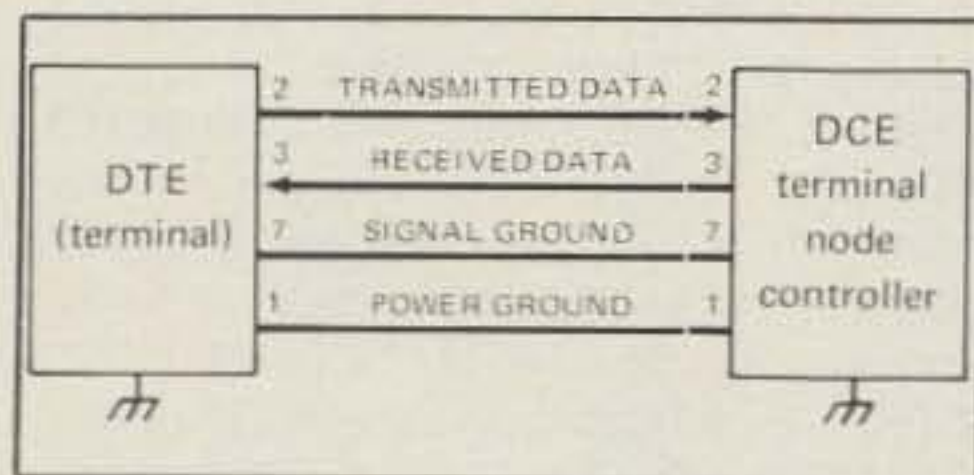 2 TRANSMITTED DATA 2
3 RECEIVED DATA 3
7 SIGNAL GROUND 7
1 POWER GROUND 1
DTE
(terminal)
DCE
terminal
node
controller